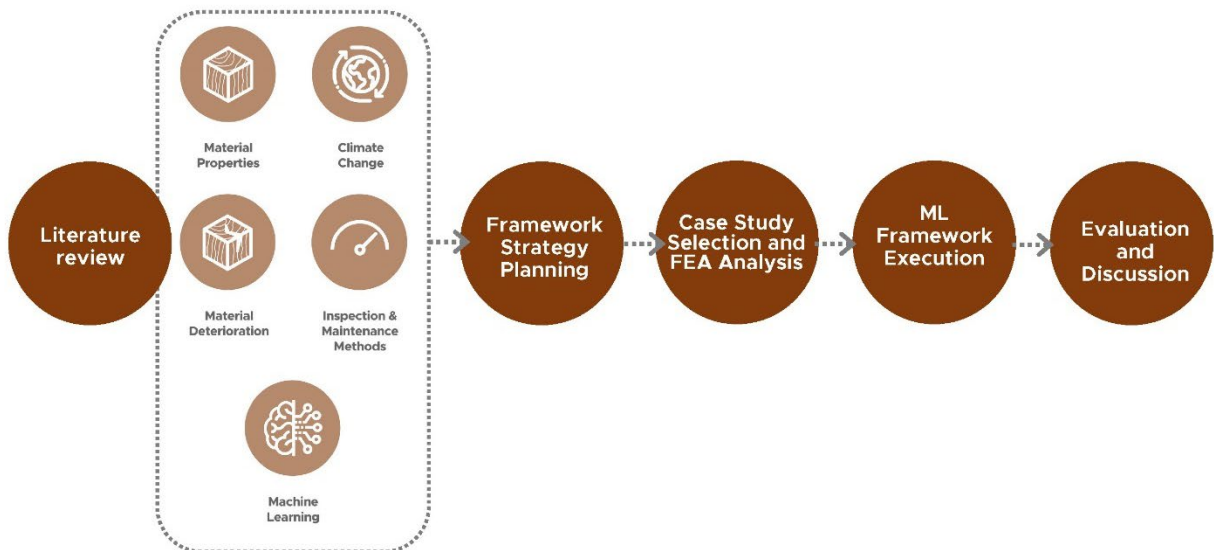 Literature
review
Material
Properties
Climate
Change
Material
Deterioration
Inspection &
Maintenance
Methods
Machine
Learning
Framework
Strategy
Planning
Case Study
Selection and
FEA Analysis
ML
Framework
Execution
Evaluation
and
Discussion